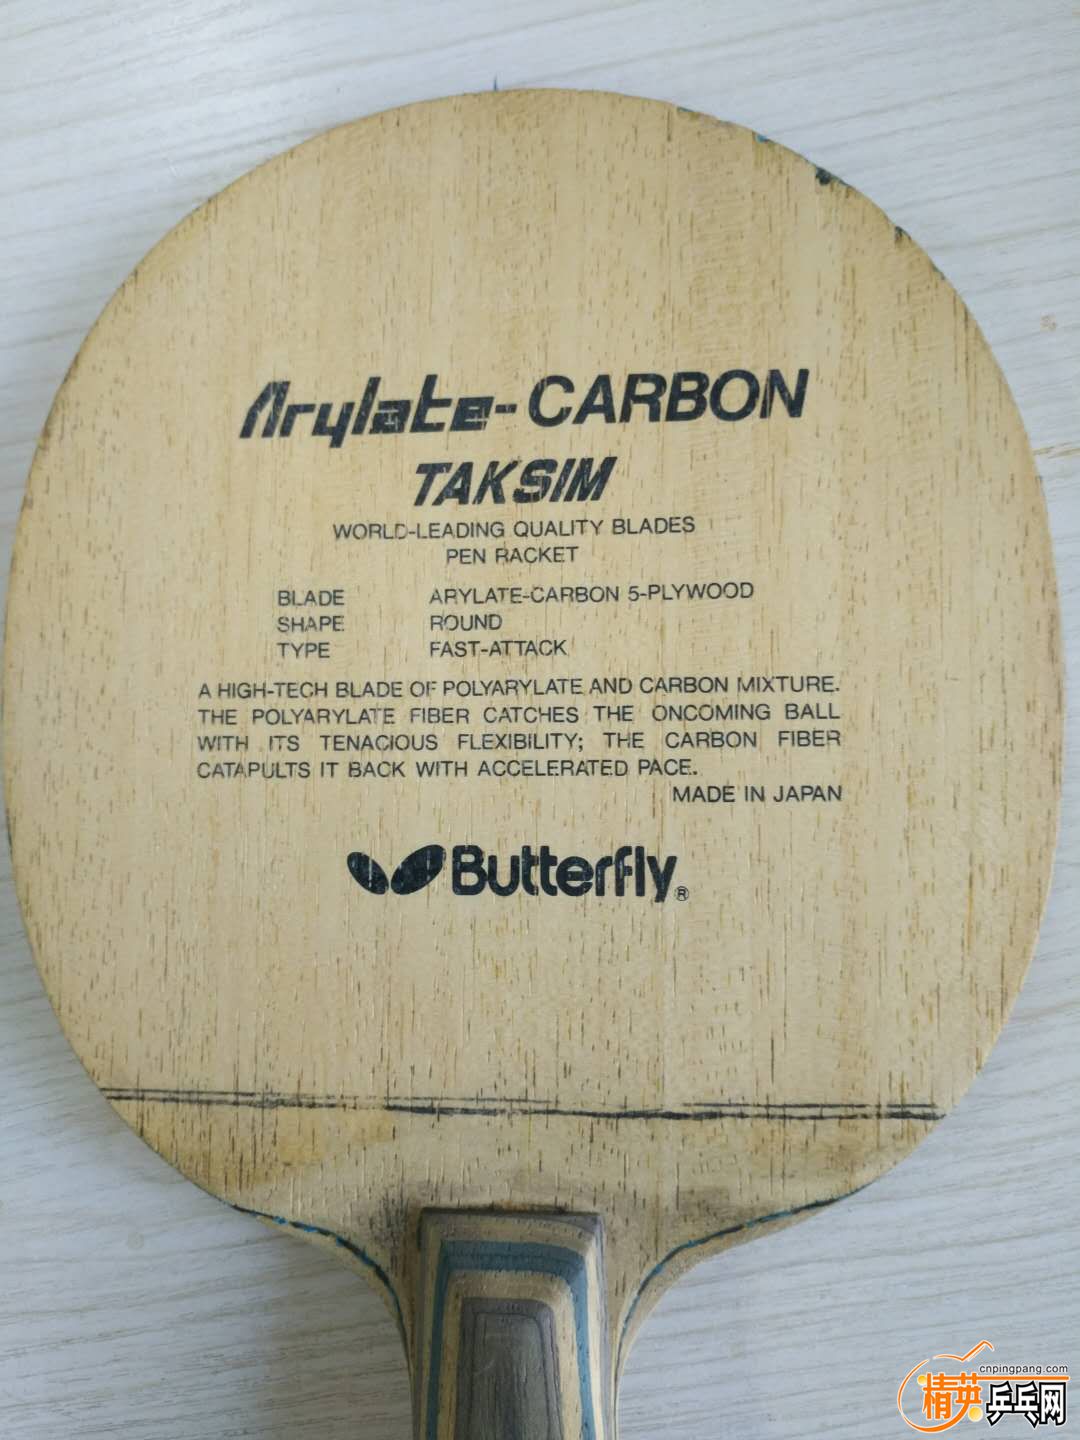 Arylate-CARBON
TAKSIM
WORLD-LEADING QUALITY BLADES
PEN RACKET
BLADE ARYLATE-CARBON 5-PLYWOOD
SHAPE ROUND
TYPE FAST-ATTACK
A HIGH-TECH BLADE OF POLYARYLATE AND CARBON MIXTURE.
THE POLYARYLATE FIBER CATCHES THE ONCOMING BALL
WITH ITS TENACIOUS FLEXIBILITY; THE CARBON FIBER
CATAPULTS IT BACK WITH ACCELERATED PACE.
MADE IN JAPAN
Butterfly®
cnpingpang.com
精英乒乓网